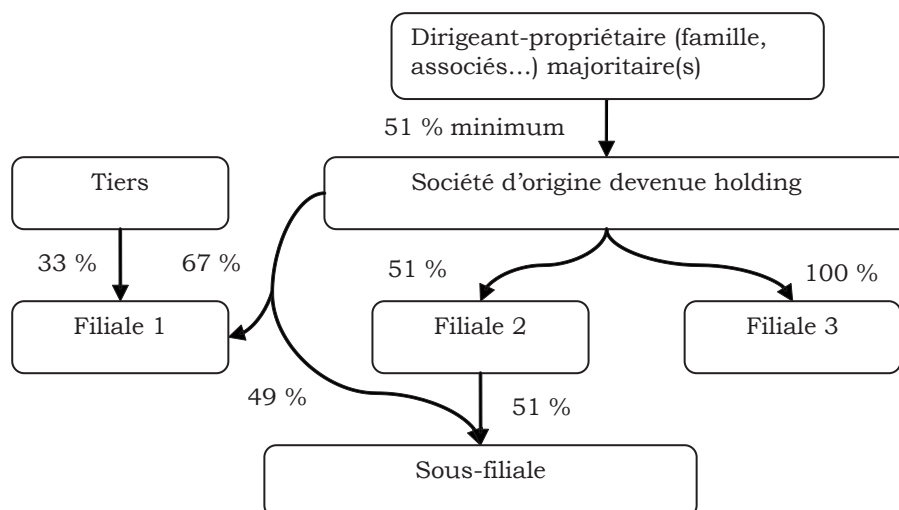 Dirigeant-propriétaire (famille,
associés…) majoritaire(s)
51 % minimum
Tiers
Société d’origine devenue holding
33 %
67 %
51 %
100 %
Filiale 1
Filiale 2
Filiale 3
49 %
51 %
Sous-filiale